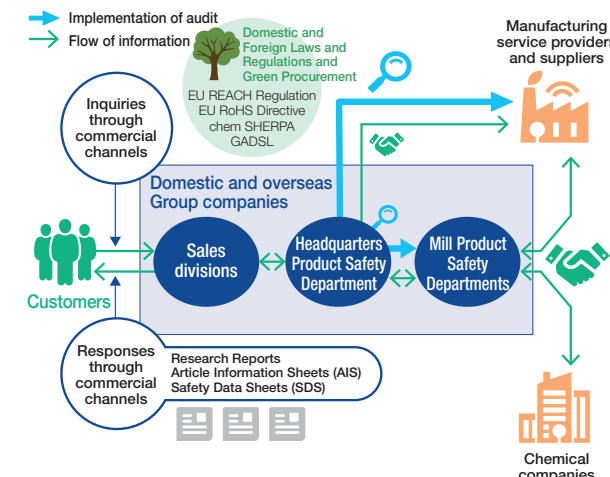 Implementation of audit
Flow of information
Domestic and
Foreign Laws and
Regulations and
Green Procurement
EU REACH Regulation
EU RoHS Directive
chem SHERPA
GADSL
Manufacturing
service providers
and suppliers
Inquiries
through
commercial
channels
Domestic and overseas
Group companies
Customers
Sales
divisions
Headquarters
Product Safety
Department
Mill Product
Safety
Departments
Responses
through
commercial
channels
Research Reports
Article Information Sheets (AIS)
Safety Data Sheets (SDS)
Chemical
companies